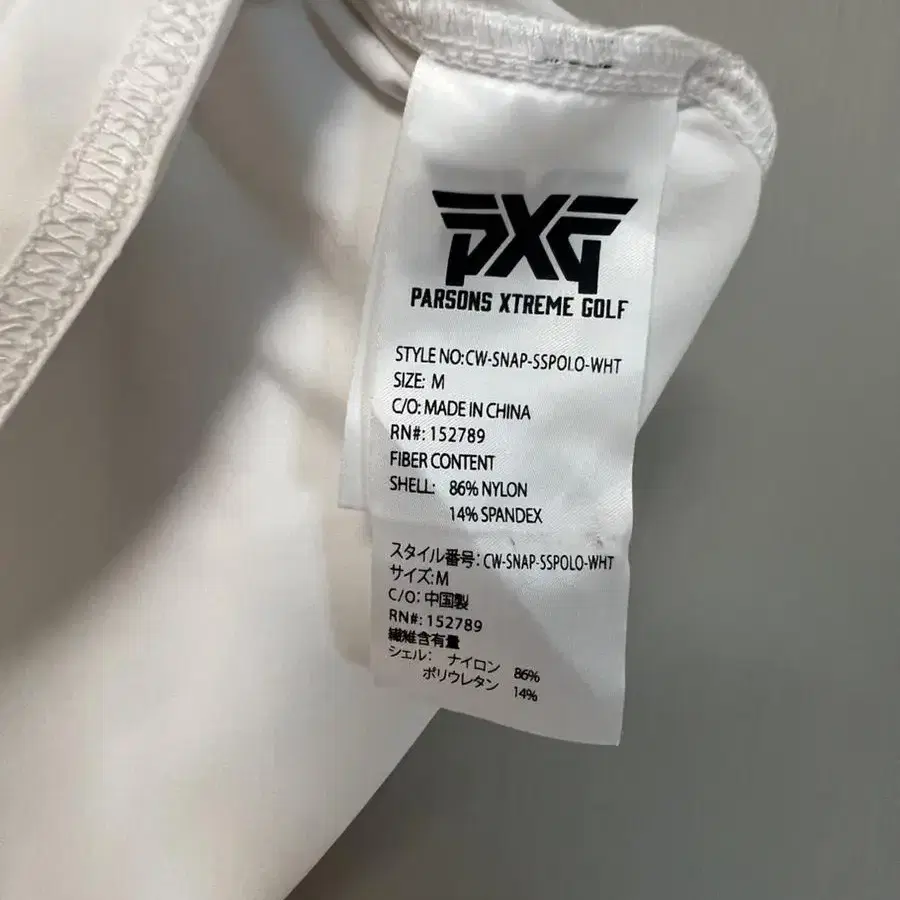 PXG
PARSONS XTREME GOLF
STYLE NO:CW-SNAP-SSPOLO-WHT
SIZE: M
C/O: MADE IN CHINA
RN#: 152789
FIBER CONTENT
SHELL: 86% NYLON
14% SPANDEX
スタイル番号: CW-SNAP-SSPOLO-WHT
サイズ:M
C/O: 中国製
RN#: 152789
繊維含有量
シェル: ナイロン 86%
ポリウレタン 14%